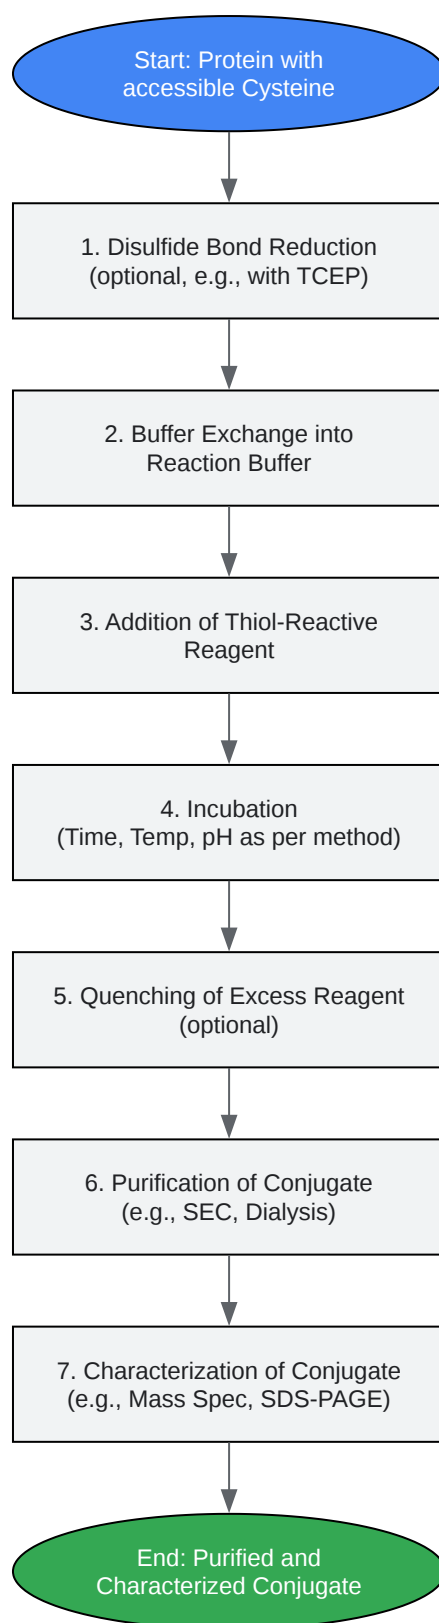 Start: Protein with
accessible Cysteine
1. Disulfide Bond Reduction
(optional, e.g., with TCEP)
2. Buffer Exchange into
Reaction Buffer
3. Addition of Thiol-Reactive
Reagent
4. Incubation
(Time, Temp, pH as per method)
5. Quenching of Excess Reagent
(optional)
6. Purification of Conjugate
(e.g., SEC, Dialysis)
7. Characterization of Conjugate
(e.g., Mass Spec, SDS-PAGE)
End: Purified and
Characterized Conjugate